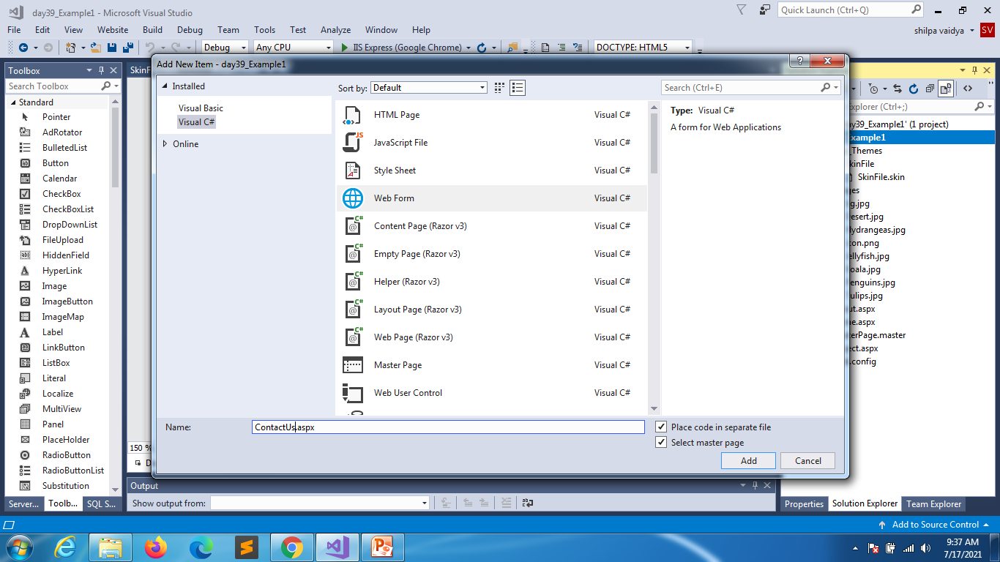 day39_Example1 - Microsoft Visual Studio
Quick Launch (Ctrl+Q)
File Edit View Website Build Debug Team Tools Test Analyze Window Help
shilpa vaidya
SV
Debug
Any CPU
IIS Express (Google Chrome)
DOCTYPE: HTML5
Toolbox
Search Toolbox
Standard
Pointer
AdRotator
BulletedList
Button
Calendar
CheckBox
CheckBoxList
DropDownList
FileUpload
HiddenField
HyperLink
Image
ImageButton
ImageMap
Label
LinkButton
ListBox
Literal
Localize
MultiView
Panel
PlaceHolder
RadioButton
RadioButtonList
Substitution
Server...
Toolb...
SQL S...
SkinF
150 %
D
Add New Item - day39_Example1
Installed
Visual Basic
Visual C#
Online
Sort by: Default
Search (Ctrl+E)
HTML Page Visual C#
JavaScript File Visual C#
Style Sheet Visual C#
Web Form Visual C#
Content Page (Razor v3) Visual C#
Empty Page (Razor v3) Visual C#
Helper (Razor v3) Visual C#
Layout Page (Razor v3) Visual C#
Web Page (Razor v3) Visual C#
Master Page Visual C#
Web User Control Visual C#
Type: Visual C#
A form for Web Applications
Name: ContactUs.aspx
Place code in separate file
Select master page
Add
Cancel
xplorer (Ctrl+;)
y39_Example1' (1 project)
xample1
_Themes
kinFile
SkinFile.skin
es
g.jpg
esert.jpg
ydrangeas.jpg
on.png
ellyfish.jpg
oala.jpg
enguins.jpg
ulips.jpg
ut.aspx
e.aspx
erPage.master
ect.aspx
.config
Output
Show output from:
Properties
Solution Explorer
Team Explorer
Add to Source Control
9:37 AM
7/17/2021